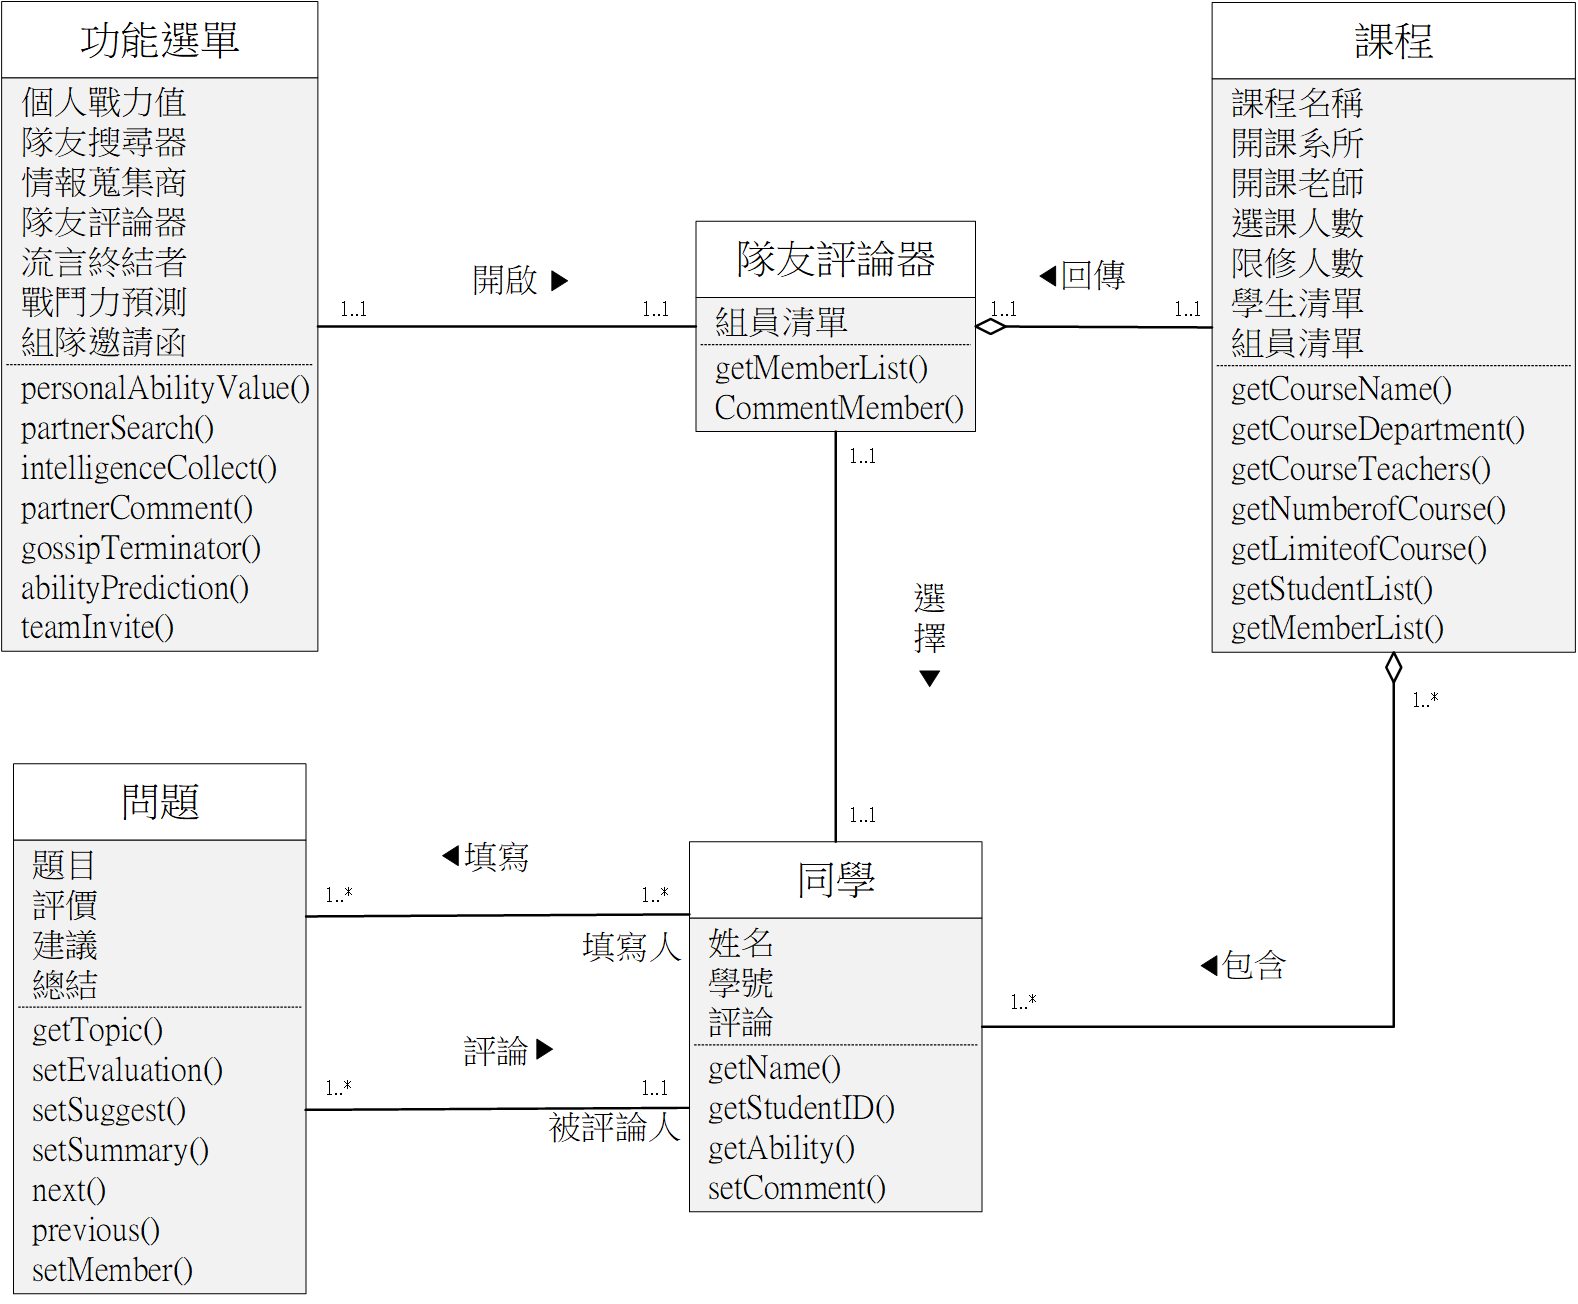 功能選單
個人戰力值
隊友搜尋器
情報蒐集商
隊友評論器
流言終結者
戰鬥力預測
組隊邀請函
personalAbilityValue()
partnerSearch()
intelligenceCollect()
partnerComment()
gossipTerminator()
abilityPrediction()
teamInvite()
開啟 ▶
1..1
1..1
隊友評論器
組員清單
getMemberList()
CommentMember()
◀回傳
1..1
1..1
課程
課程名稱
開課系所
開課老師
選課人數
限修人數
學生清單
組員清單
getCourseName()
getCourseDepartment()
getCourseTeachers()
getNumberofCourse()
getLimiteofCourse()
getStudentList()
getMemberList()
1..1
選
擇
▼
1..1
1..*
◀包含
1..*
問題
題目
評價
建議
總結
getTopic()
setEvaluation()
setSuggest()
setSummary()
next()
previous()
setMember()
◀填寫
1..*
1..*
填寫人
評論▶
1..*
1..1
被評論人
同學
姓名
學號
評論
getName()
getStudentID()
getAbility()
setComment()